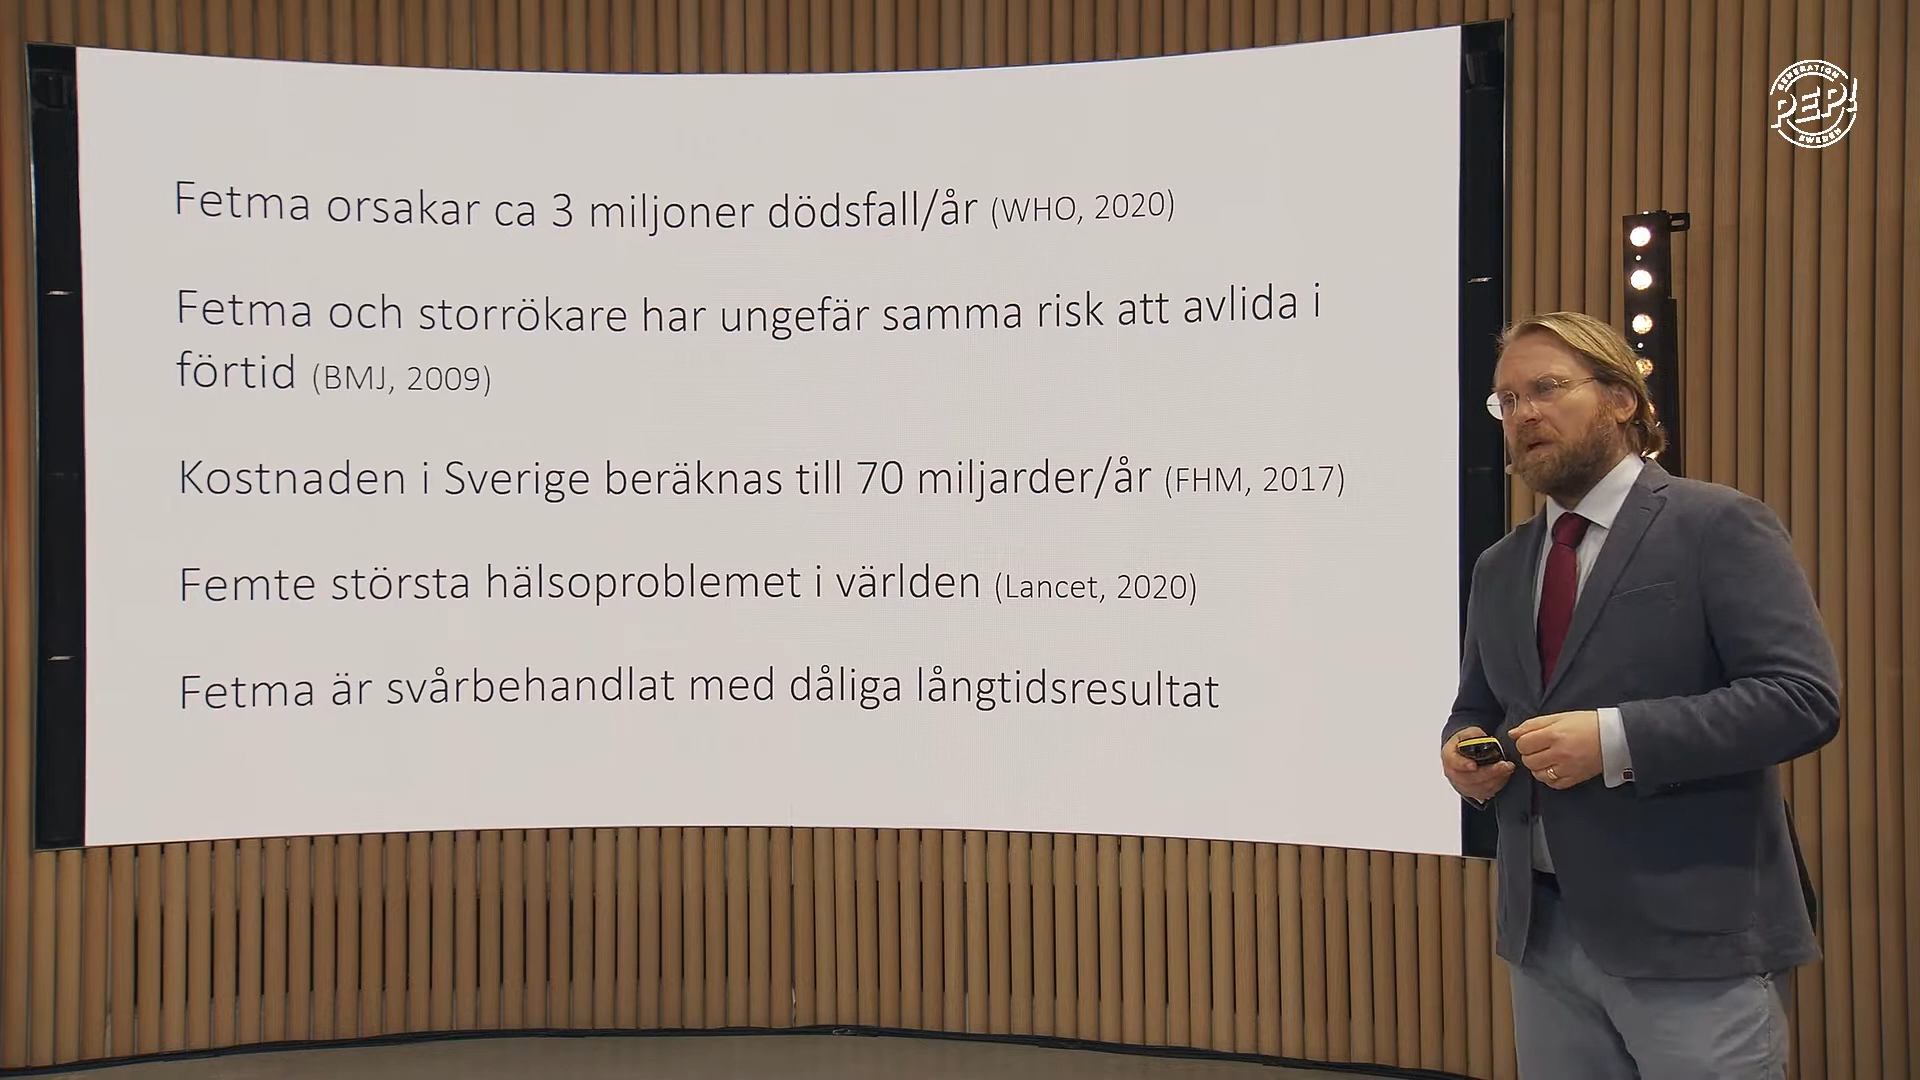 Fetma orsakar ca 3 miljoner dödsfall/år (WHO, 2020)
Fetma och storrökare har ungefär samma risk att avlida i
förtid (BMJ, 2009)
Kostnaden i Sverige beräknas till 70 miljarder/år (FHM, 2017)
Femte största hälsoproblemet i världen (Lancet, 2020)
Fetma är svårbehandlat med dåliga långtidsresultat
GENERATION
PEP!
SWEDEN